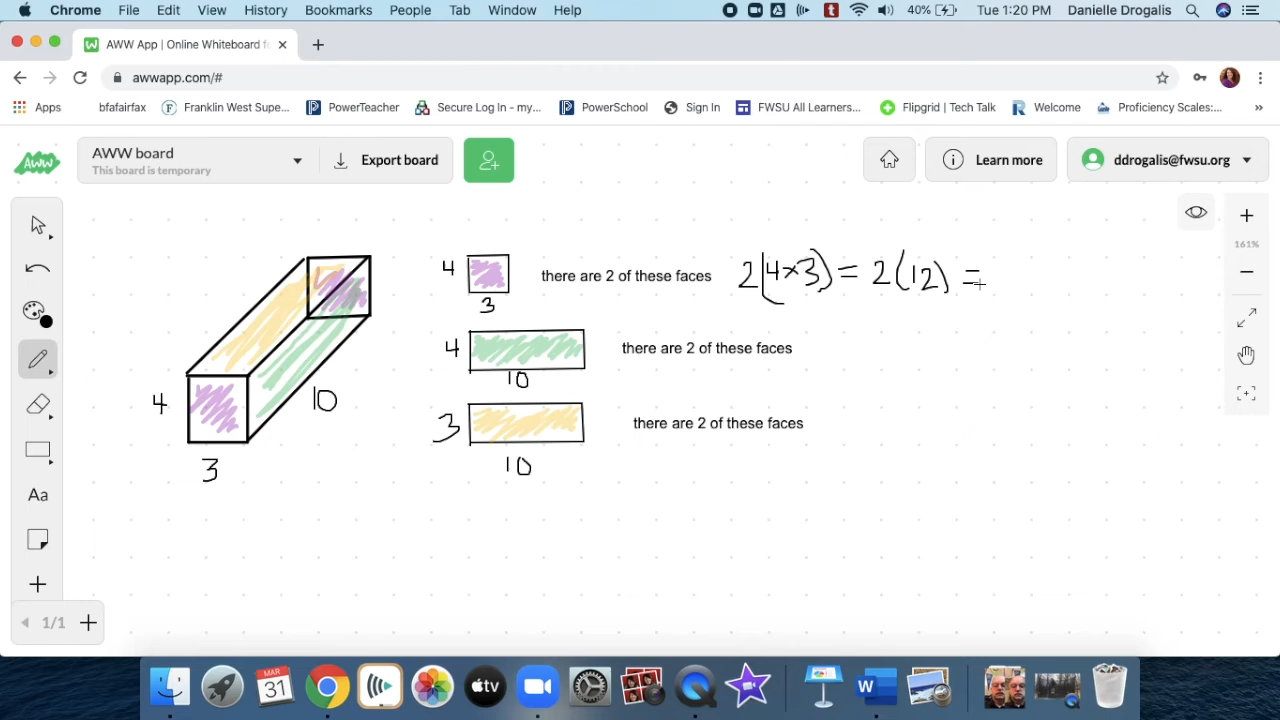 Chrome File Edit View History Bookmarks People Tab Window Help t 40% Tue 1:20 PM Danielle Drogalis
AWW App | Online Whiteboard fo
awwapp.com/#
Apps bfafairfax F Franklin West Supe... PowerTeacher Secure Log In - my... PowerSchool Sign In FWSU All Learners... Flipgrid | Tech Talk Welcome Proficiency Scales:... »
AWW AWW board Export board Learn more ddrogalis@fwsu.org
This board is temporary
161%
4 there are 2 of these faces 2(4×3) = 2(12) =
3
4 there are 2 of these faces
10
4 10
3 there are 2 of these faces
3 10
Aa
1/1
MAR
31
tv
W